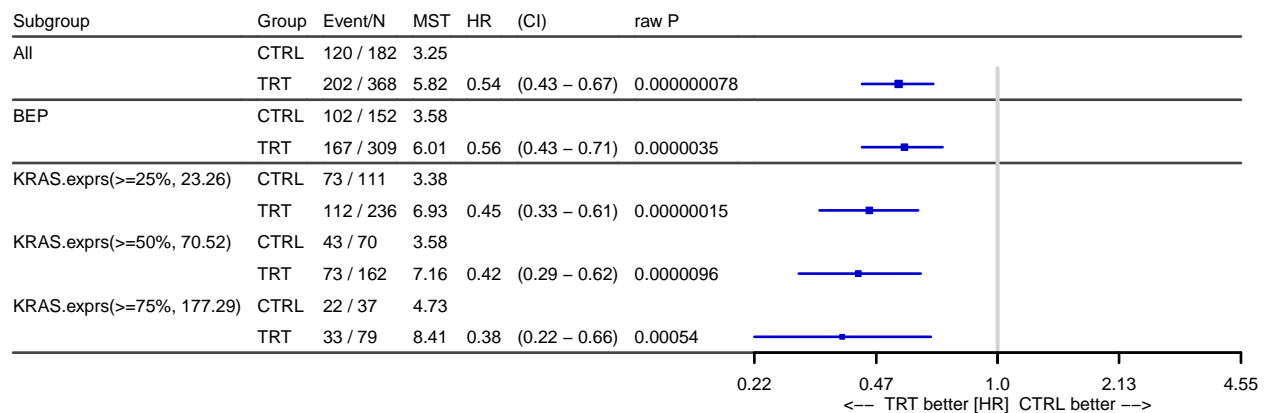 Subgroup Group Event/N MST HR (CI) raw P
All CTRL 120 / 182 3.25
TRT 202 / 368 5.82 0.54 (0.43 − 0.67) 0.000000078
BEP CTRL 102 / 152 3.58
TRT 167 / 309 6.01 0.56 (0.43 − 0.71) 0.0000035
KRAS.exprs(>=25%, 23.26) CTRL 73 / 111 3.38
TRT 112 / 236 6.93 0.45 (0.33 − 0.61) 0.00000015
KRAS.exprs(>=50%, 70.52) CTRL 43 / 70 3.58
TRT 73 / 162 7.16 0.42 (0.29 − 0.62) 0.0000096
KRAS.exprs(>=75%, 177.29) CTRL 22 / 37 4.73
TRT 33 / 79 8.41 0.38 (0.22 − 0.66) 0.00054
0.22 0.47 1.0 2.13 4.55
<−− TRT better [HR] CTRL better −−>